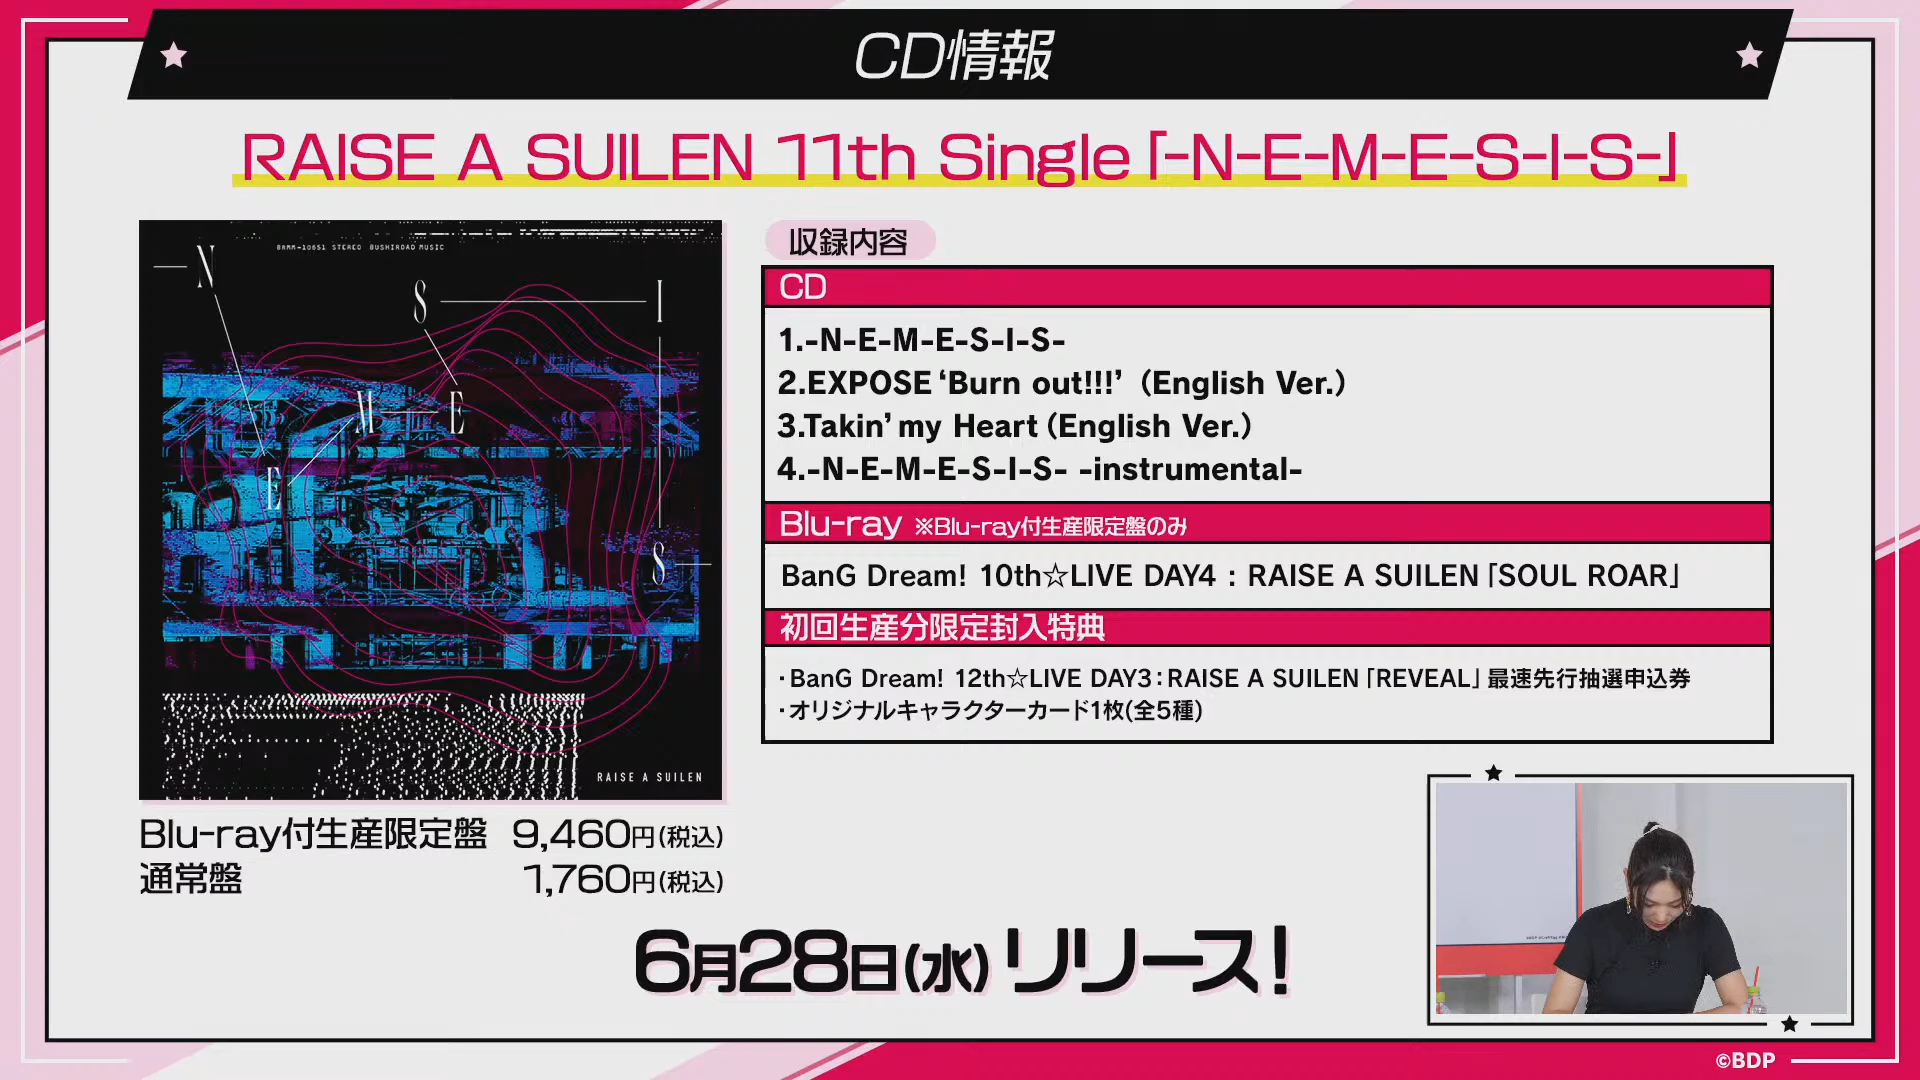 CD情報
RAISE A SUILEN 11th Single「-N-E-M-E-S-I-S-」
N
BRMM-10651 STEREO BUSHIROAD MUSIC
S
I
M
E
E
S
RAISE A SUILEN
Blu-ray付生産限定盤 9,460円(税込)
通常盤 1,760円(税込)
収録内容
CD
1.-N-E-M-E-S-I-S-
2.EXPOSE ‘Burn out!!!’ (English Ver.)
3.Takin’ my Heart (English Ver.)
4.-N-E-M-E-S-I-S- -instrumental-
Blu-ray ※Blu-ray付生産限定盤のみ
BanG Dream! 10th☆LIVE DAY4 : RAISE A SUILEN「SOUL ROAR」
初回生産分限定封入特典
・BanG Dream! 12th☆LIVE DAY3：RAISE A SUILEN「REVEAL」最速先行抽選申込券
・オリジナルキャラクターカード1枚(全5種)
6月28日(水)リリース！
©BDP